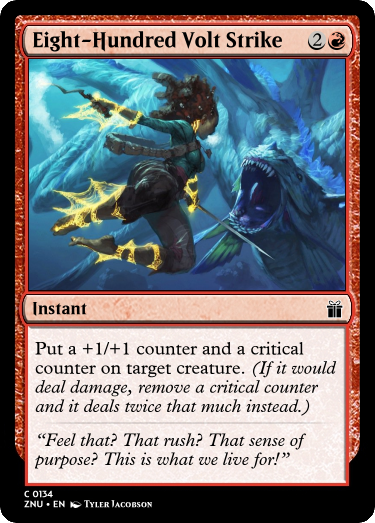 Eight-Hundred Volt Strike 2
Instant
Put a +1/+1 counter and a critical
counter on target creature. (If it would
deal damage, remove a critical counter
and it deals twice that much instead.)
“Feel that? That rush? That sense of
purpose? This is what we live for!”
C 0134
ZNU • EN Tyler Jacobson